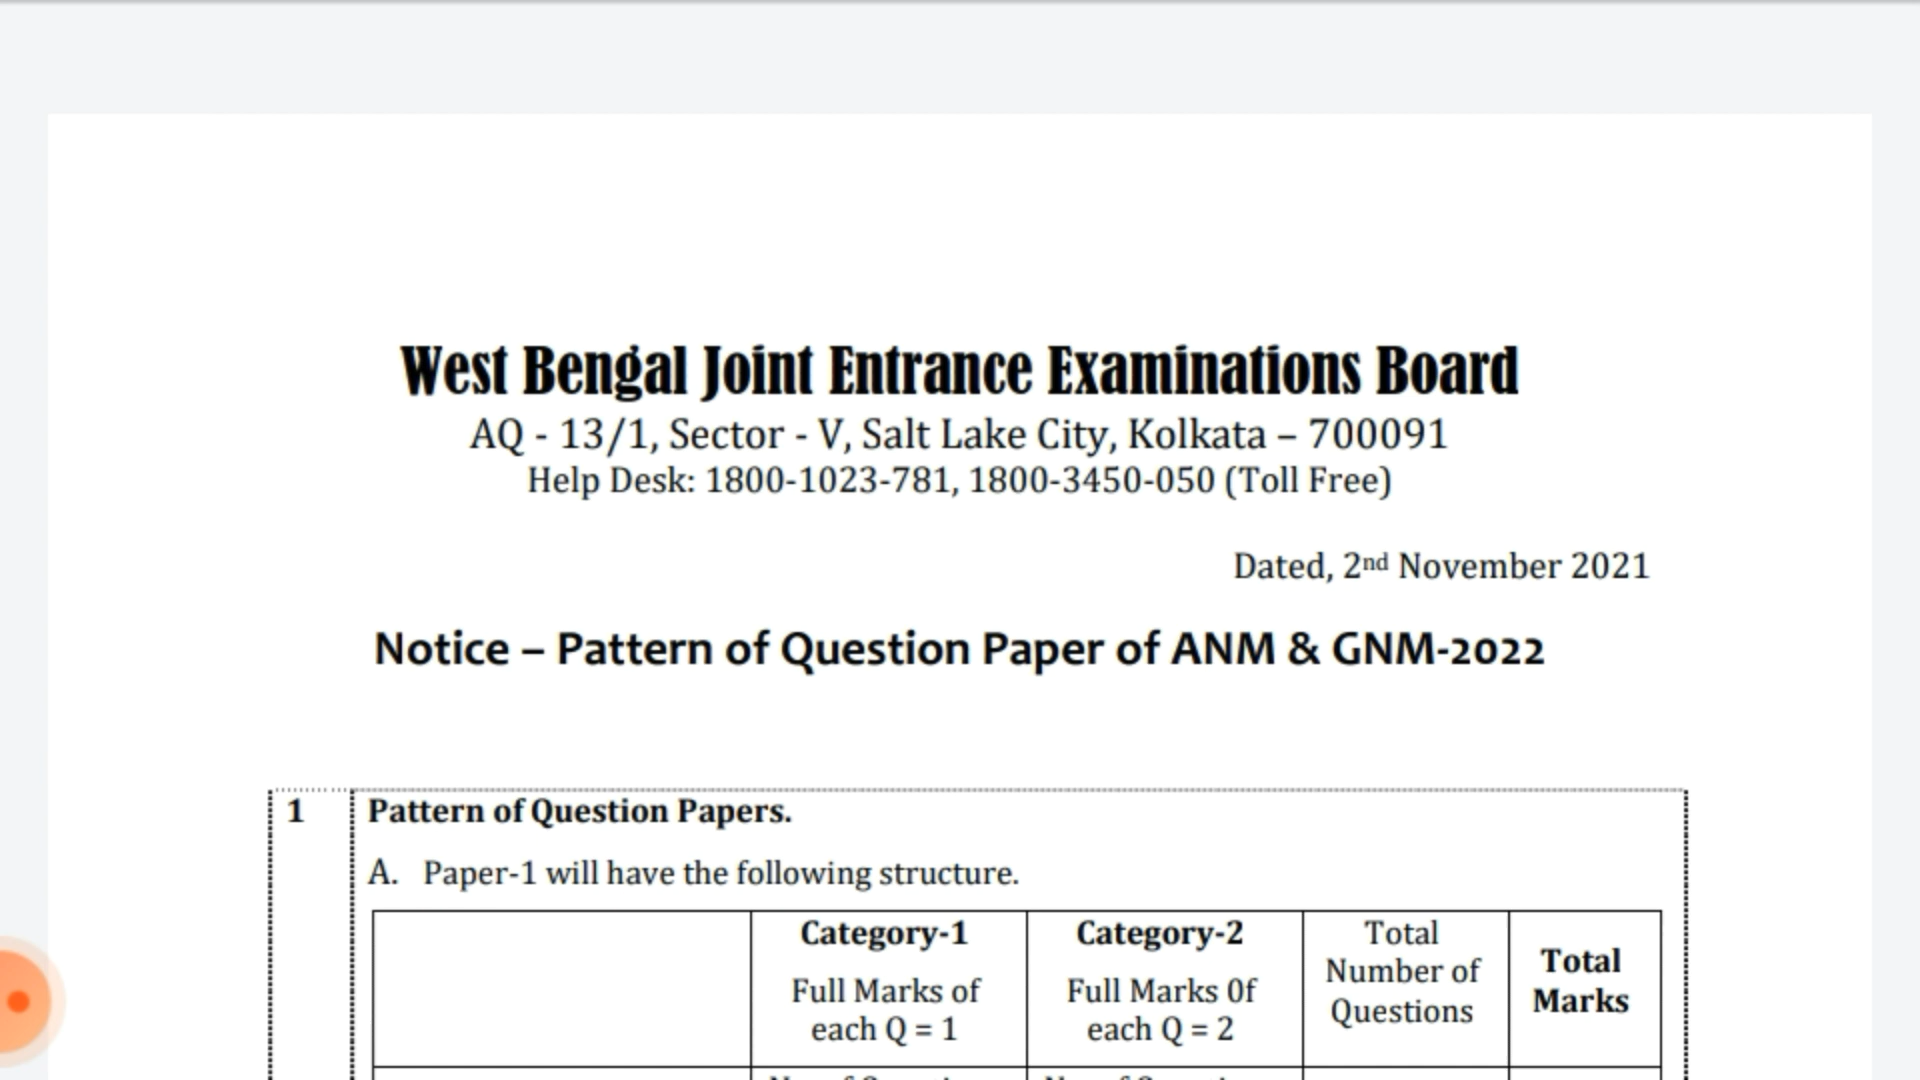 West Bengal Joint Entrance Examinations Board
AQ - 13/1, Sector - V, Salt Lake City, Kolkata – 700091
Help Desk: 1800-1023-781, 1800-3450-050 (Toll Free)
Dated, 2nd November 2021
Notice – Pattern of Question Paper of ANM & GNM-2022
1 Pattern of Question Papers.
A. Paper-1 will have the following structure.
Category-1
Full Marks of
each Q = 1
Category-2
Full Marks 0f
each Q = 2
Total
Number of
Questions
Total
Marks